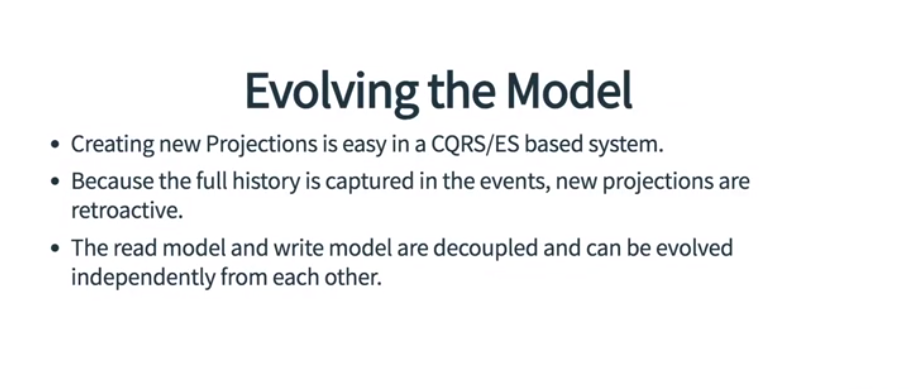 Evolving the Model
• Creating new Projections is easy in a CQRS/ES based system.
• Because the full history is captured in the events, new projections are
retroactive.
• The read model and write model are decoupled and can be evolved
independently from each other.